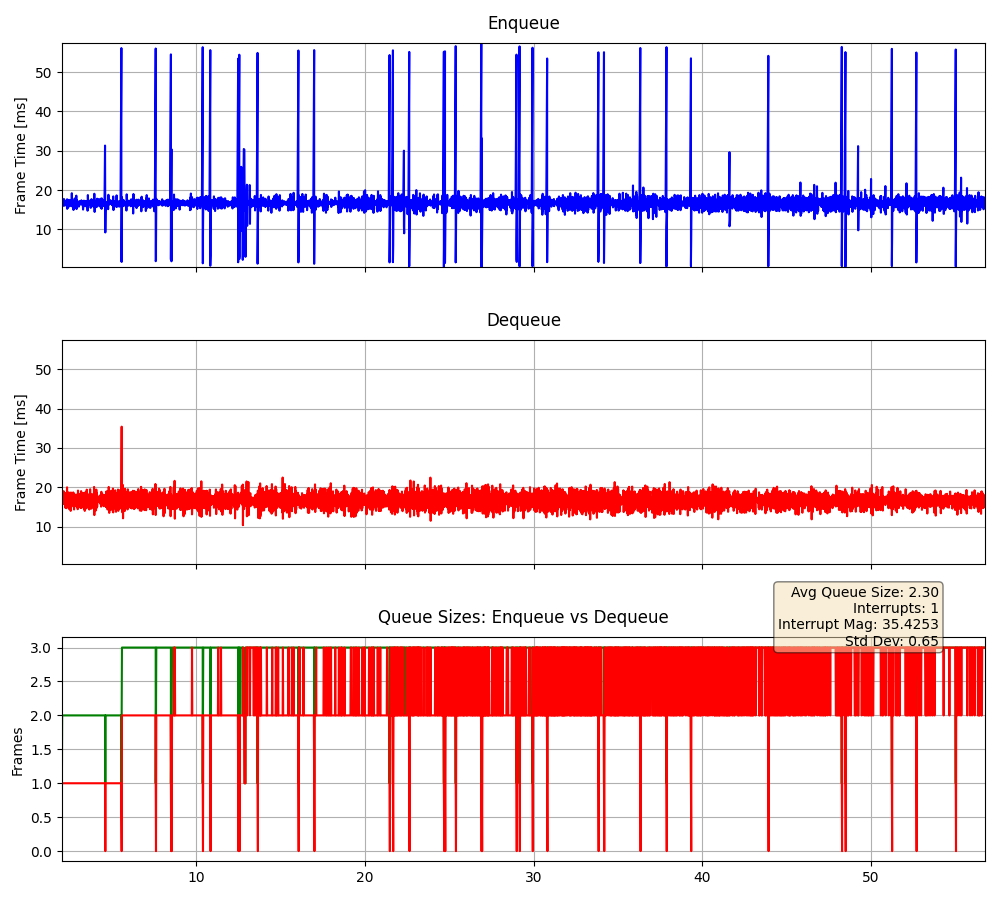 Enqueue
Frame Time [ms]
50
40
30
20
10
Dequeue
Frame Time [ms]
50
40
30
20
10
Avg Queue Size: 2.30
Interrupts: 1
Interrupt Mag: 35.4253
Std Dev: 0.65
Queue Sizes: Enqueue vs Dequeue
Frames
3.0
2.5
2.0
1.5
1.0
0.5
0.0
10 20 30 40 50